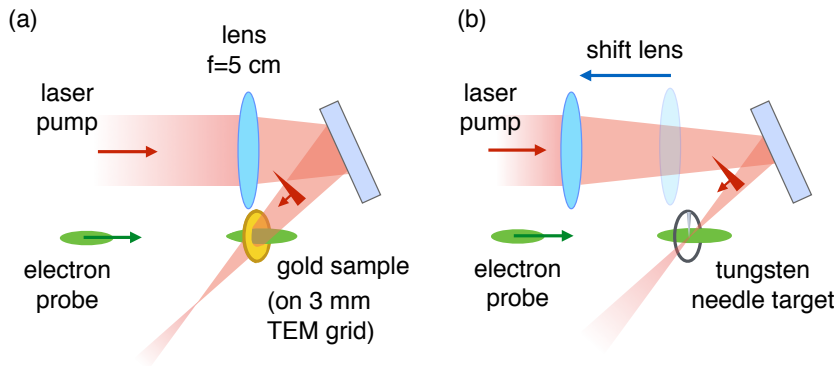 (a)
lens
f=5 cm
laser
pump
electron
probe
gold sample
(on 3 mm
TEM grid)
(b)
shift lens
laser
pump
electron
probe
tungsten
needle target